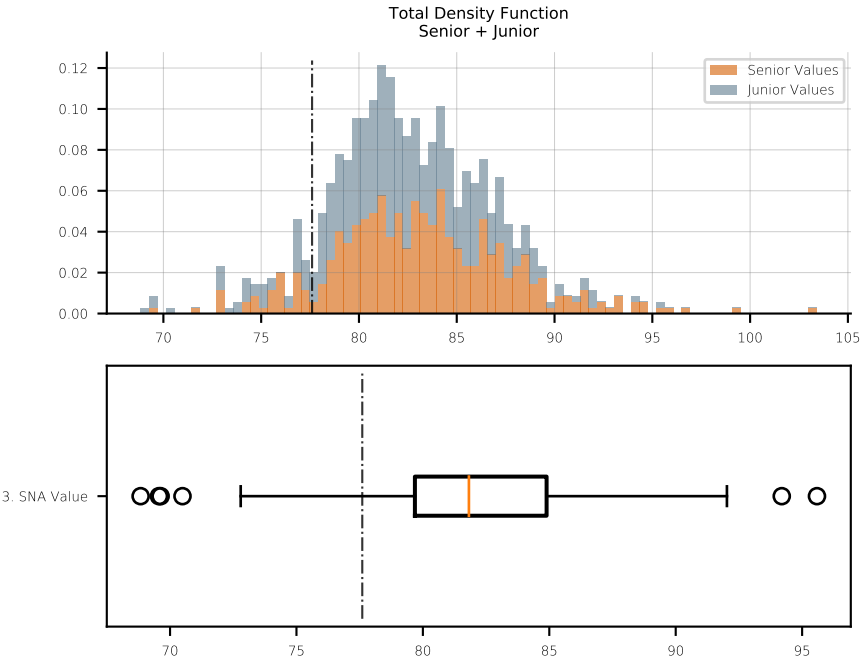 Total Density Function
Senior + Junior
0.12
0.10
0.08
0.06
0.04
0.02
0.00
Senior Values
Junior Values
70 75 80 85 90 95 100 105
3. SNA Value
70 75 80 85 90 95